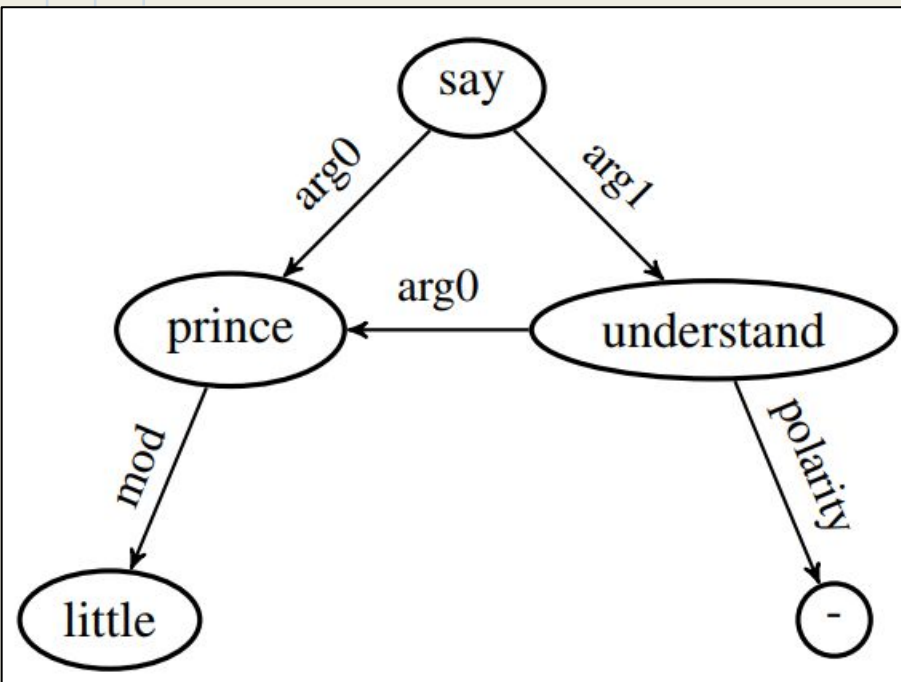 say
arg0
arg1
arg0
prince
understand
mod
polarity
little
-